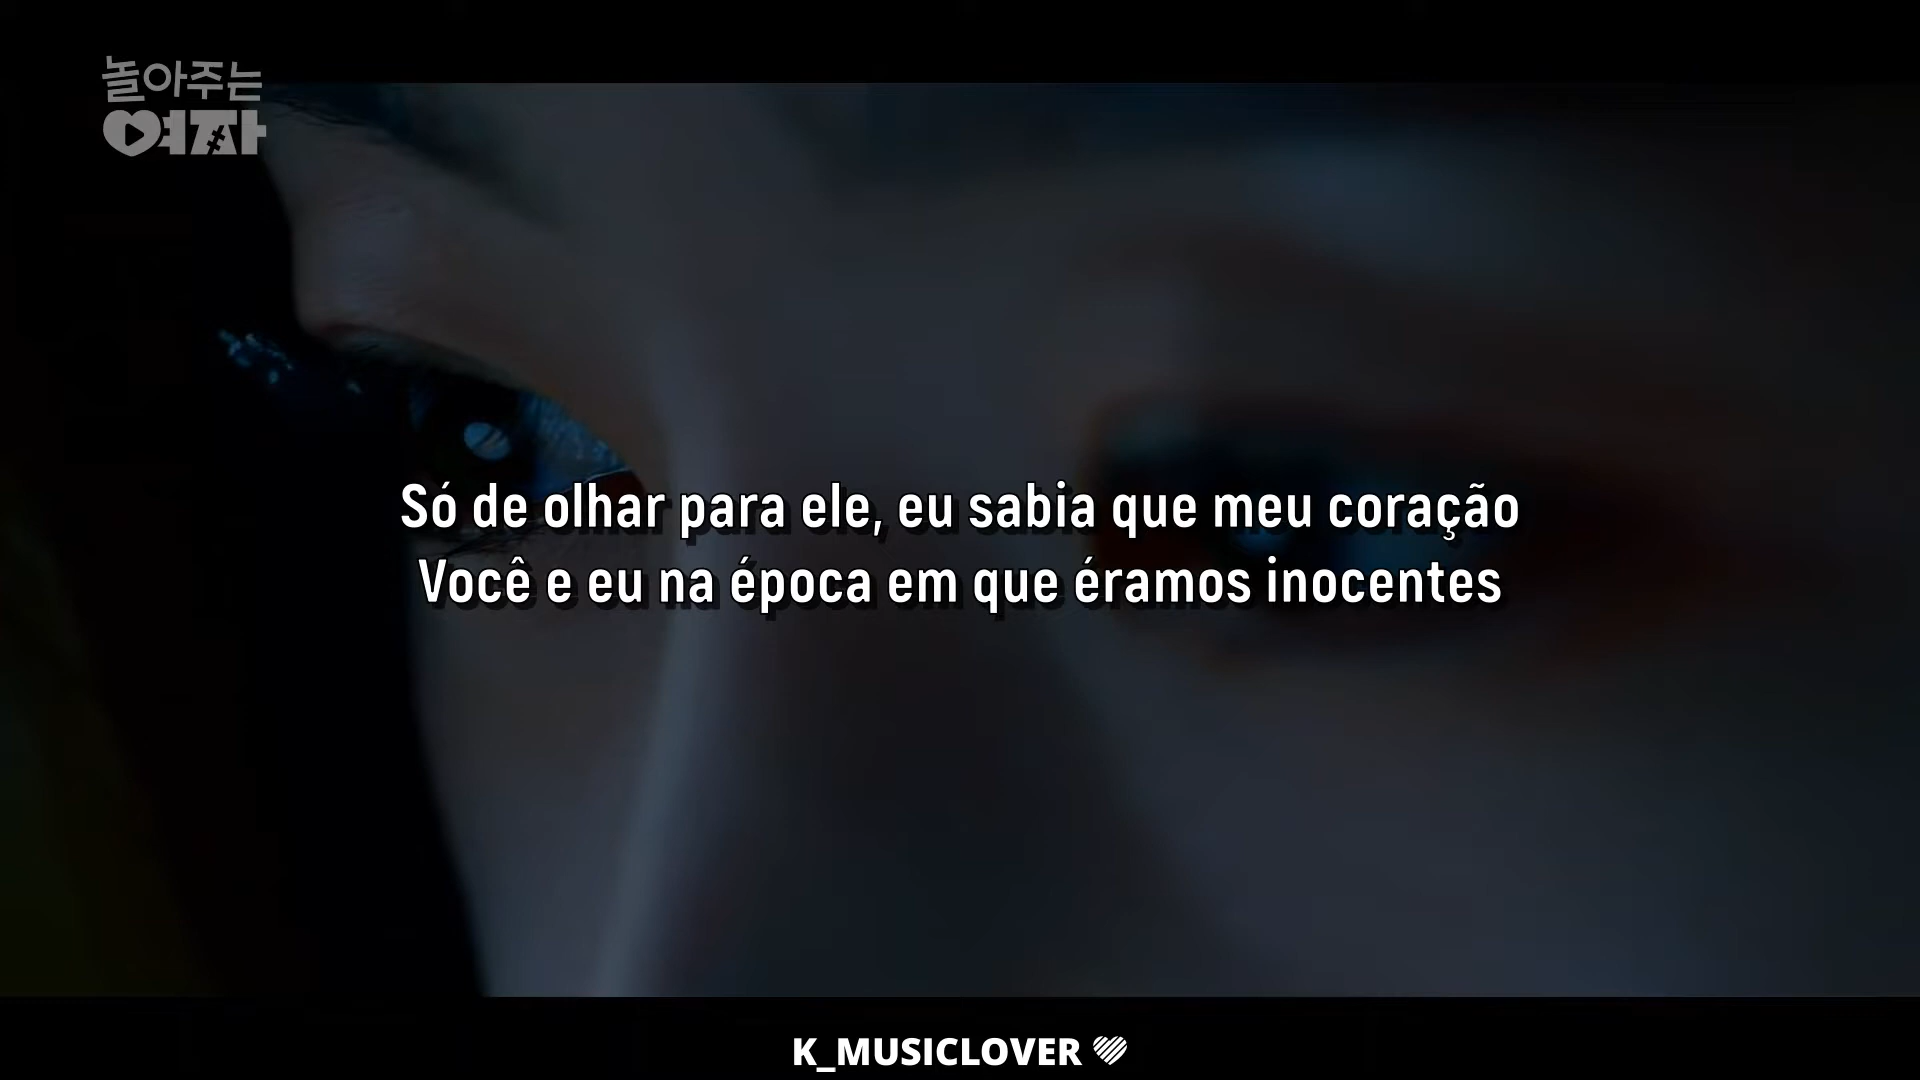 놀아주는
여자
Só de olhar para ele, eu sabia que meu coração
Você e eu na época em que éramos inocentes
K_MUSICLOVER